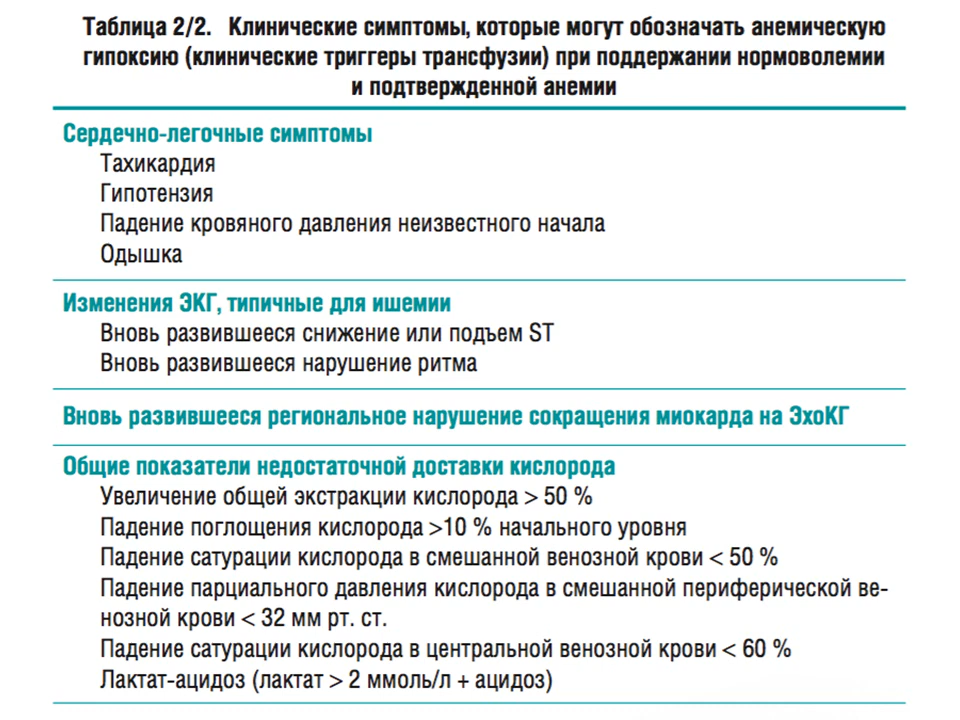 Таблица 2/2. Клинические симптомы, которые могут обозначать анемическую
гипоксию (клинические триггеры трансфузии) при поддержании нормоволемии
и подтвержденной анемии
Сердечно-легочные симптомы
Тахикардия
Гипотензия
Падение кровяного давления неизвестного начала
Одышка
Изменения ЭКГ, типичные для ишемии
Вновь развившееся снижение или подъем ST
Вновь развившееся нарушение ритма
Вновь развившееся региональное нарушение сокращения миокарда на ЭхоКГ
Общие показатели недостаточной доставки кислорода
Увеличение общей экстракции кислорода > 50 %
Падение поглощения кислорода >10 % начального уровня
Падение сатурации кислорода в смешанной венозной крови < 50 %
Падение парциального давления кислорода в смешанной периферической ве-
нозной крови < 32 мм рт. ст.
Падение сатурации кислорода в центральной венозной крови < 60 %
Лактат-ацидоз (лактат > 2 ммоль/л + ацидоз)